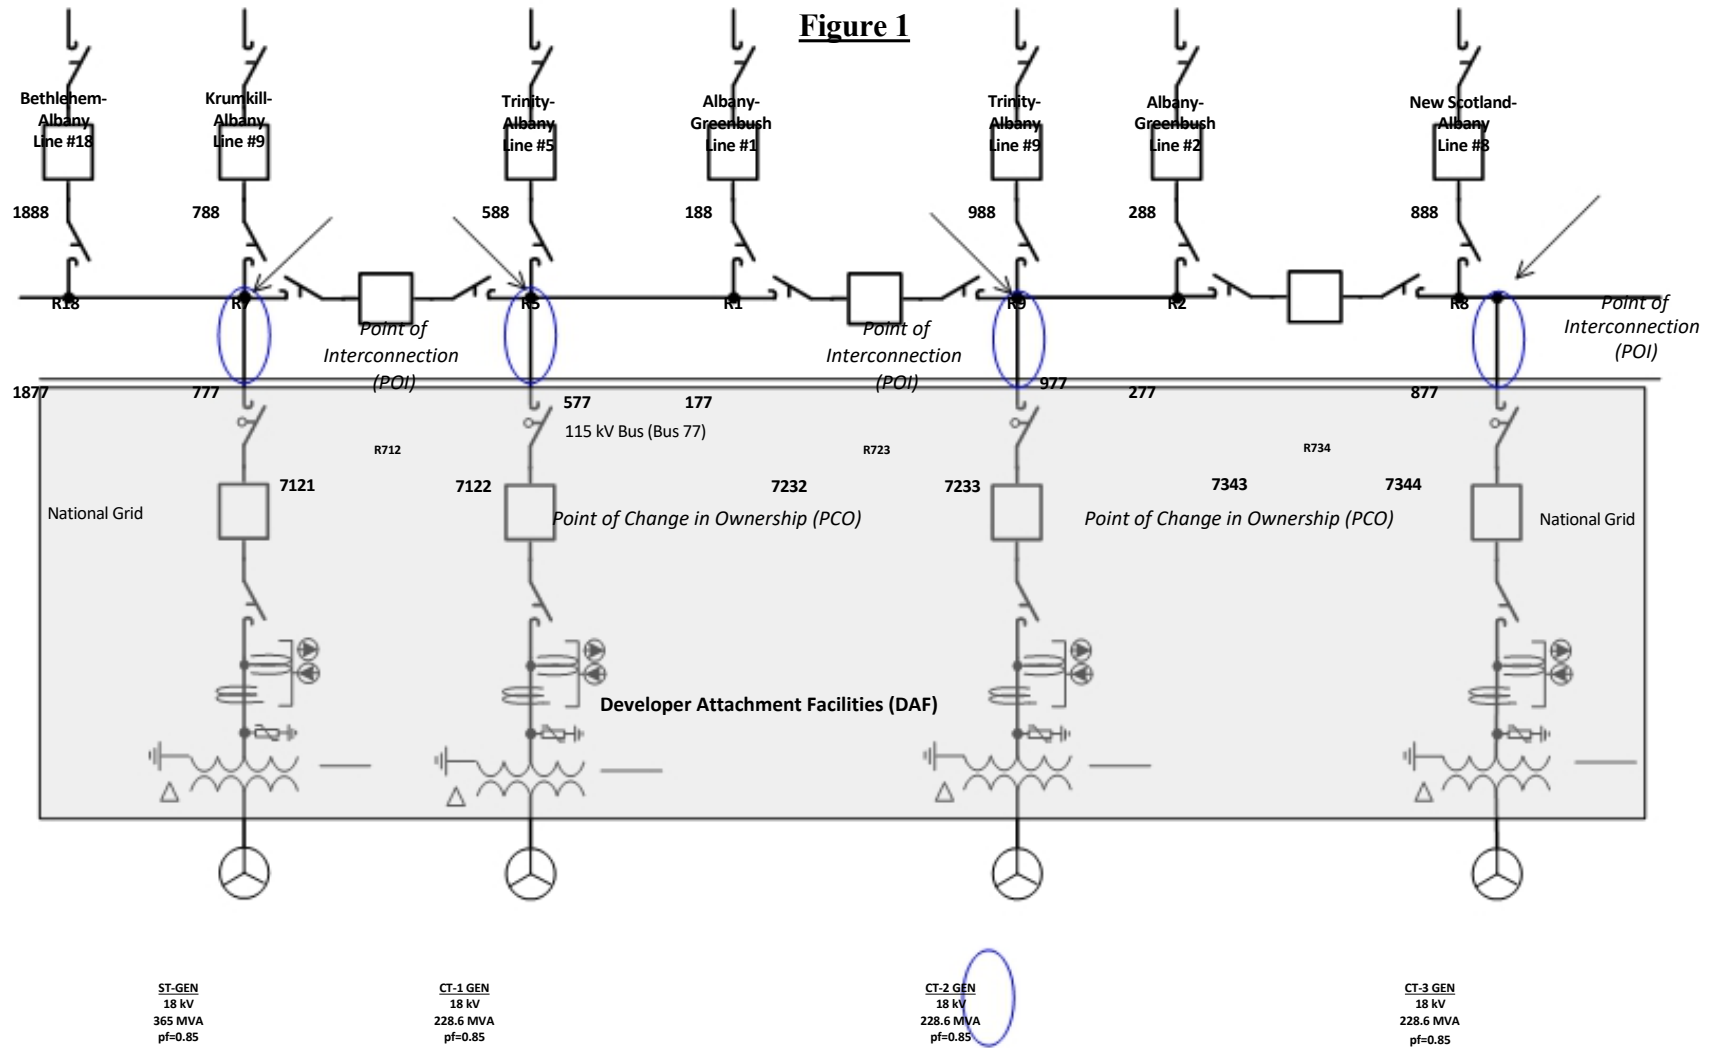 Figure 1
Bethlehem-
Albany
Line #18
Krumkill-
Albany
Line #9
Trinity-
Albany
Line #5
Albany-
Greenbush
Line #1
Trinity-
Albany
Line #9
Albany-
Greenbush
Line #2
New Scotland-
Albany
Line #8
1888
788
588
188
988
288
888
R18
R7
R5
R1
R9
R2
R8
Point of
Interconnection
(POI)
Point of
Interconnection
(POI)
Point of
Interconnection
(POI)
1877
777
577
177
977
277
877
115 kV Bus (Bus 77)
R712
R723
R734
7121
7122
7232
7233
7343
7344
National Grid
Point of Change in Ownership (PCO)
Point of Change in Ownership (PCO)
National Grid
Developer Attachment Facilities (DAF)
ST-GEN
18 kV
365 MVA
pf=0.85
CT-1 GEN
18 kV
228.6 MVA
pf=0.85
CT-2 GEN
18 kV
228.6 MVA
pf=0.85
CT-3 GEN
18 kV
228.6 MVA
pf=0.85